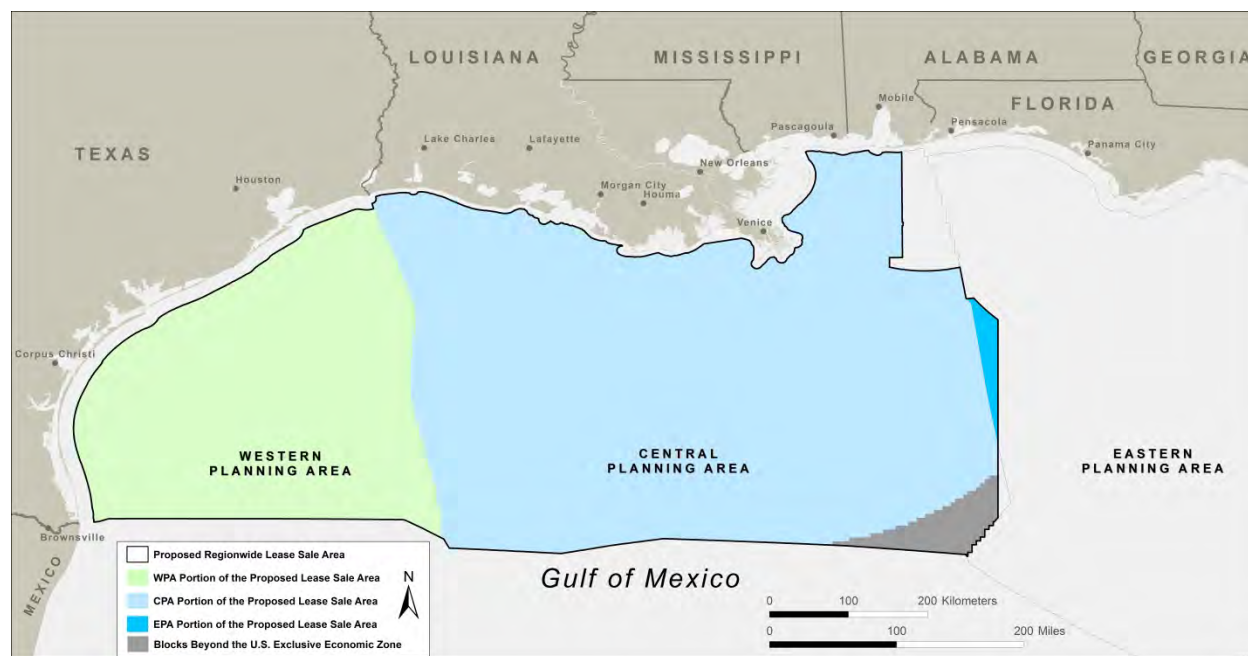 LOUISIANA
MISSISSIPPI
ALABAMA
GEORGIA
FLORIDA
TEXAS
Mobile
Pascagoula
Pensacola
Panama City
Lake Charles
Lafayette
New Orleans
Houston
Morgan City
Houma
Venice
Corpus Christi
WESTERN
PLANNING AREA
CENTRAL
PLANNING AREA
EASTERN
PLANNING AREA
Brownsville
MEXICO
Gulf of Mexico
Proposed Regionwide Lease Sale Area
WPA Portion of the Proposed Lease Sale Area
CPA Portion of the Proposed Lease Sale Area
EPA Portion of the Proposed Lease Sale Area
Blocks Beyond the U.S. Exclusive Economic Zone
N
0 100 200 Kilometers
0 100 200 Miles